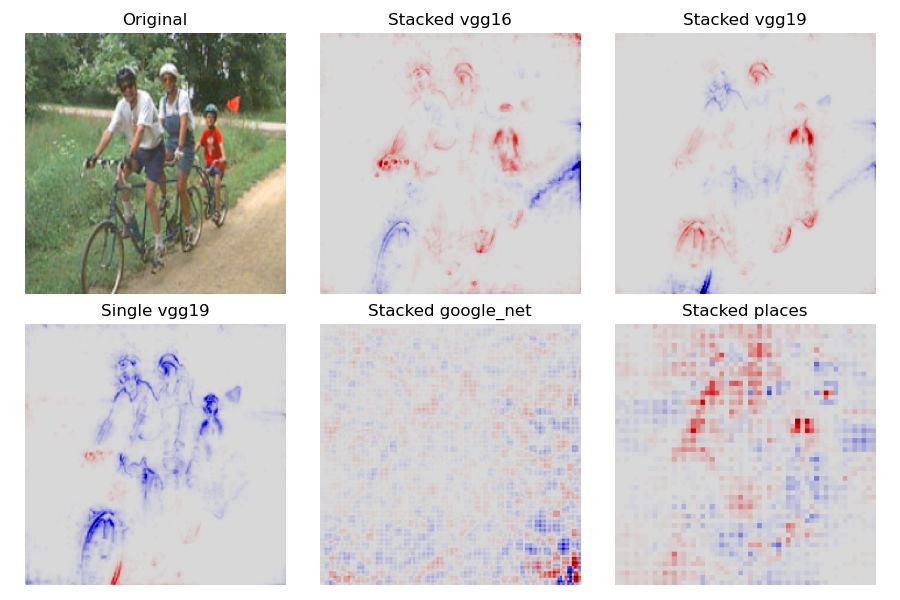 Original
Stacked vgg16
Stacked vgg19
Single vgg19
Stacked google_net
Stacked places